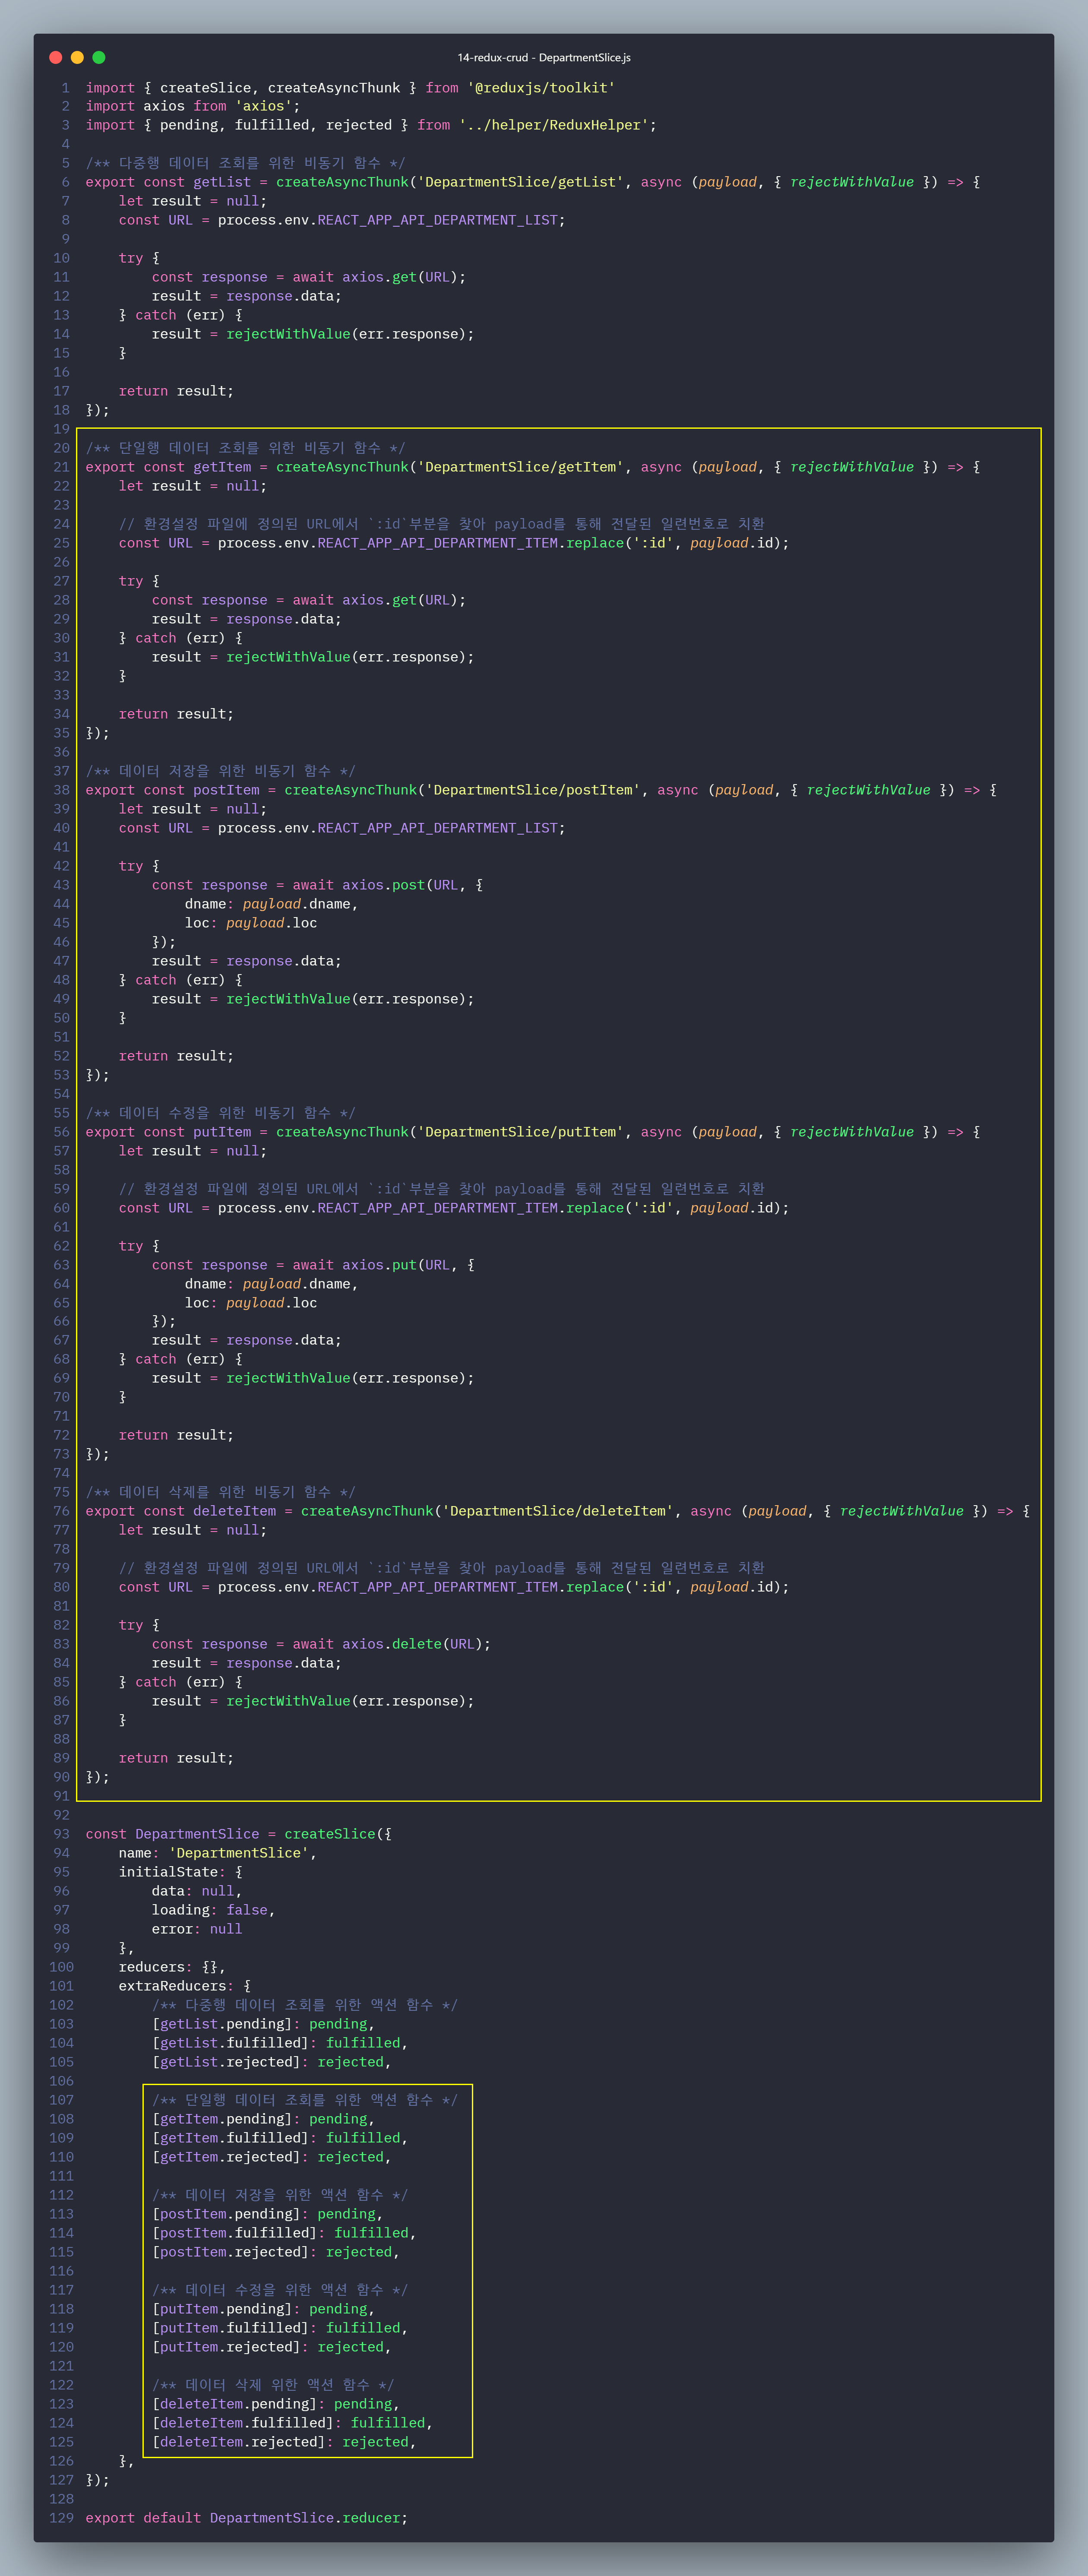 14-redux-crud - DepartmentSlice.js
1 import { createSlice, createAsyncThunk } from '@reduxjs/toolkit'
2 import axios from 'axios';
3 import { pending, fulfilled, rejected } from '../helper/ReduxHelper';
4
5 /** 다중행 데이터 조회를 위한 비동기 함수 */
6 export const getList = createAsyncThunk('DepartmentSlice/getList', async (payload, { rejectWithValue }) => {
7     let result = null;
8     const URL = process.env.REACT_APP_API_DEPARTMENT_LIST;
9
10     try {
11         const response = await axios.get(URL);
12         result = response.data;
13     } catch (err) {
14         result = rejectWithValue(err.response);
15     }
16
17     return result;
18 });
19
20 /** 단일행 데이터 조회를 위한 비동기 함수 */
21 export const getItem = createAsyncThunk('DepartmentSlice/getItem', async (payload, { rejectWithValue }) => {
22     let result = null;
23
24     // 환경설정 파일에 정의된 URL에서 `:id`부분을 찾아 payload를 통해 전달된 일련번호로 치환
25     const URL = process.env.REACT_APP_API_DEPARTMENT_ITEM.replace(':id', payload.id);
26
27     try {
28         const response = await axios.get(URL);
29         result = response.data;
30     } catch (err) {
31         result = rejectWithValue(err.response);
32     }
33
34     return result;
35 });
36
37 /** 데이터 저장을 위한 비동기 함수 */
38 export const postItem = createAsyncThunk('DepartmentSlice/postItem', async (payload, { rejectWithValue }) => {
39     let result = null;
40     const URL = process.env.REACT_APP_API_DEPARTMENT_LIST;
41
42     try {
43         const response = await axios.post(URL, {
44             dname: payload.dname,
45             loc: payload.loc
46         });
47         result = response.data;
48     } catch (err) {
49         result = rejectWithValue(err.response);
50     }
51
52     return result;
53 });
54
55 /** 데이터 수정을 위한 비동기 함수 */
56 export const putItem = createAsyncThunk('DepartmentSlice/putItem', async (payload, { rejectWithValue }) => {
57     let result = null;
58
59     // 환경설정 파일에 정의된 URL에서 `:id`부분을 찾아 payload를 통해 전달된 일련번호로 치환
60     const URL = process.env.REACT_APP_API_DEPARTMENT_ITEM.replace(':id', payload.id);
61
62     try {
63         const response = await axios.put(URL, {
64             dname: payload.dname,
65             loc: payload.loc
66         });
67         result = response.data;
68     } catch (err) {
69         result = rejectWithValue(err.response);
70     }
71
72     return result;
73 });
74
75 /** 데이터 삭제를 위한 비동기 함수 */
76 export const deleteItem = createAsyncThunk('DepartmentSlice/deleteItem', async (payload, { rejectWithValue }) => {
77     let result = null;
78
79     // 환경설정 파일에 정의된 URL에서 `:id`부분을 찾아 payload를 통해 전달된 일련번호로 치환
80     const URL = process.env.REACT_APP_API_DEPARTMENT_ITEM.replace(':id', payload.id);
81
82     try {
83         const response = await axios.delete(URL);
84         result = response.data;
85     } catch (err) {
86         result = rejectWithValue(err.response);
87     }
88
89     return result;
90 });
91
92
93 const DepartmentSlice = createSlice({
94     name: 'DepartmentSlice',
95     initialState: {
96         data: null,
97         loading: false,
98         error: null
99     },
100     reducers: {},
101     extraReducers: {
102         /** 다중행 데이터 조회를 위한 액션 함수 */
103         [getList.pending]: pending,
104         [getList.fulfilled]: fulfilled,
105         [getList.rejected]: rejected,
106
107         /** 단일행 데이터 조회를 위한 액션 함수 */
108         [getItem.pending]: pending,
109         [getItem.fulfilled]: fulfilled,
110         [getItem.rejected]: rejected,
111
112         /** 데이터 저장을 위한 액션 함수 */
113         [postItem.pending]: pending,
114         [postItem.fulfilled]: fulfilled,
115         [postItem.rejected]: rejected,
116
117         /** 데이터 수정을 위한 액션 함수 */
118         [putItem.pending]: pending,
119         [putItem.fulfilled]: fulfilled,
120         [putItem.rejected]: rejected,
121
122         /** 데이터 삭제 위한 액션 함수 */
123         [deleteItem.pending]: pending,
124         [deleteItem.fulfilled]: fulfilled,
125         [deleteItem.rejected]: rejected,
126     },
127 });
128
129 export default DepartmentSlice.reducer;